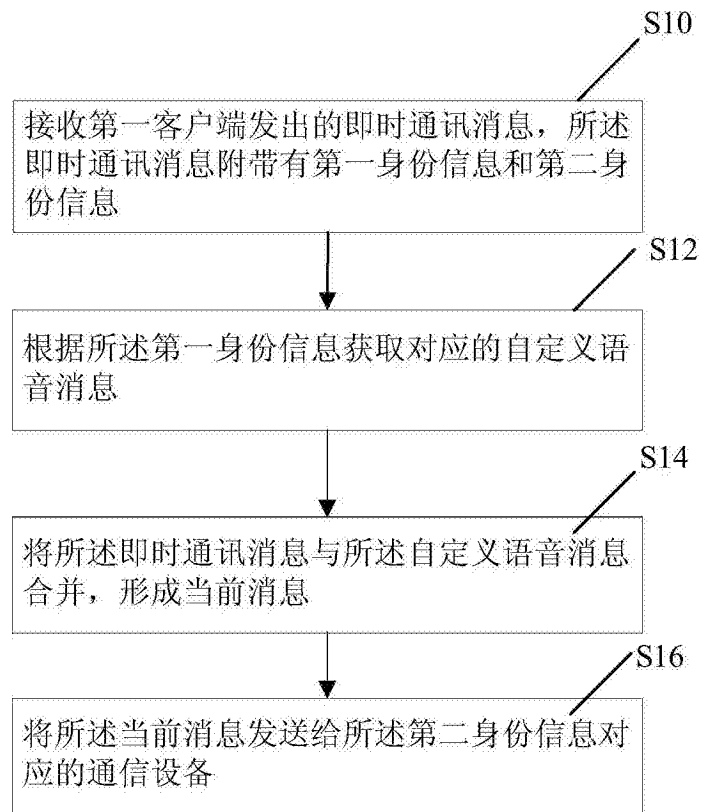 S10
接收第一客户端发出的即时通讯消息，所述
即时通讯消息附带有第一身份信息和第二身
份信息
S12
根据所述第一身份信息获取对应的自定义语
音消息
S14
将所述即时通讯消息与所述自定义语音消息
合并，形成当前消息
S16
将所述当前消息发送给所述第二身份信息对
应的通信设备